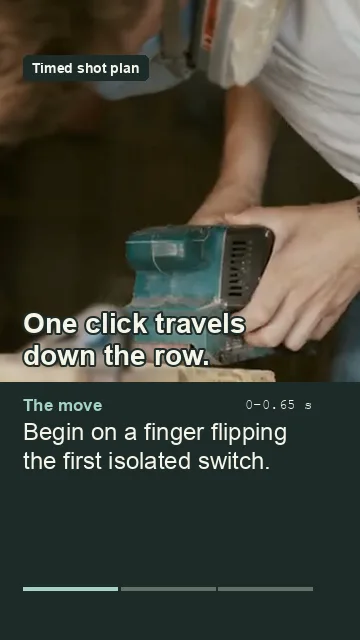 Timed shot plan
One click travels
down the row.
The move
0–0.65 s
Begin on a finger flipping
the first isolated switch.